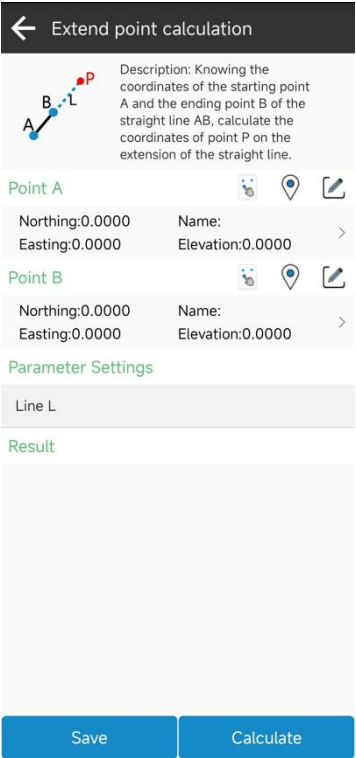 Extend point calculation
Description: Knowing the
coordinates of the starting point
A and the ending point B of the
straight line AB, calculate the
coordinates of point P on the
extension of the straight line.
P
B
L
A
Point A
Northing:0.0000 Name:
Easting:0.0000 Elevation:0.0000
Point B
Northing:0.0000 Name:
Easting:0.0000 Elevation:0.0000
Parameter Settings
Line L
Result
Save Calculate